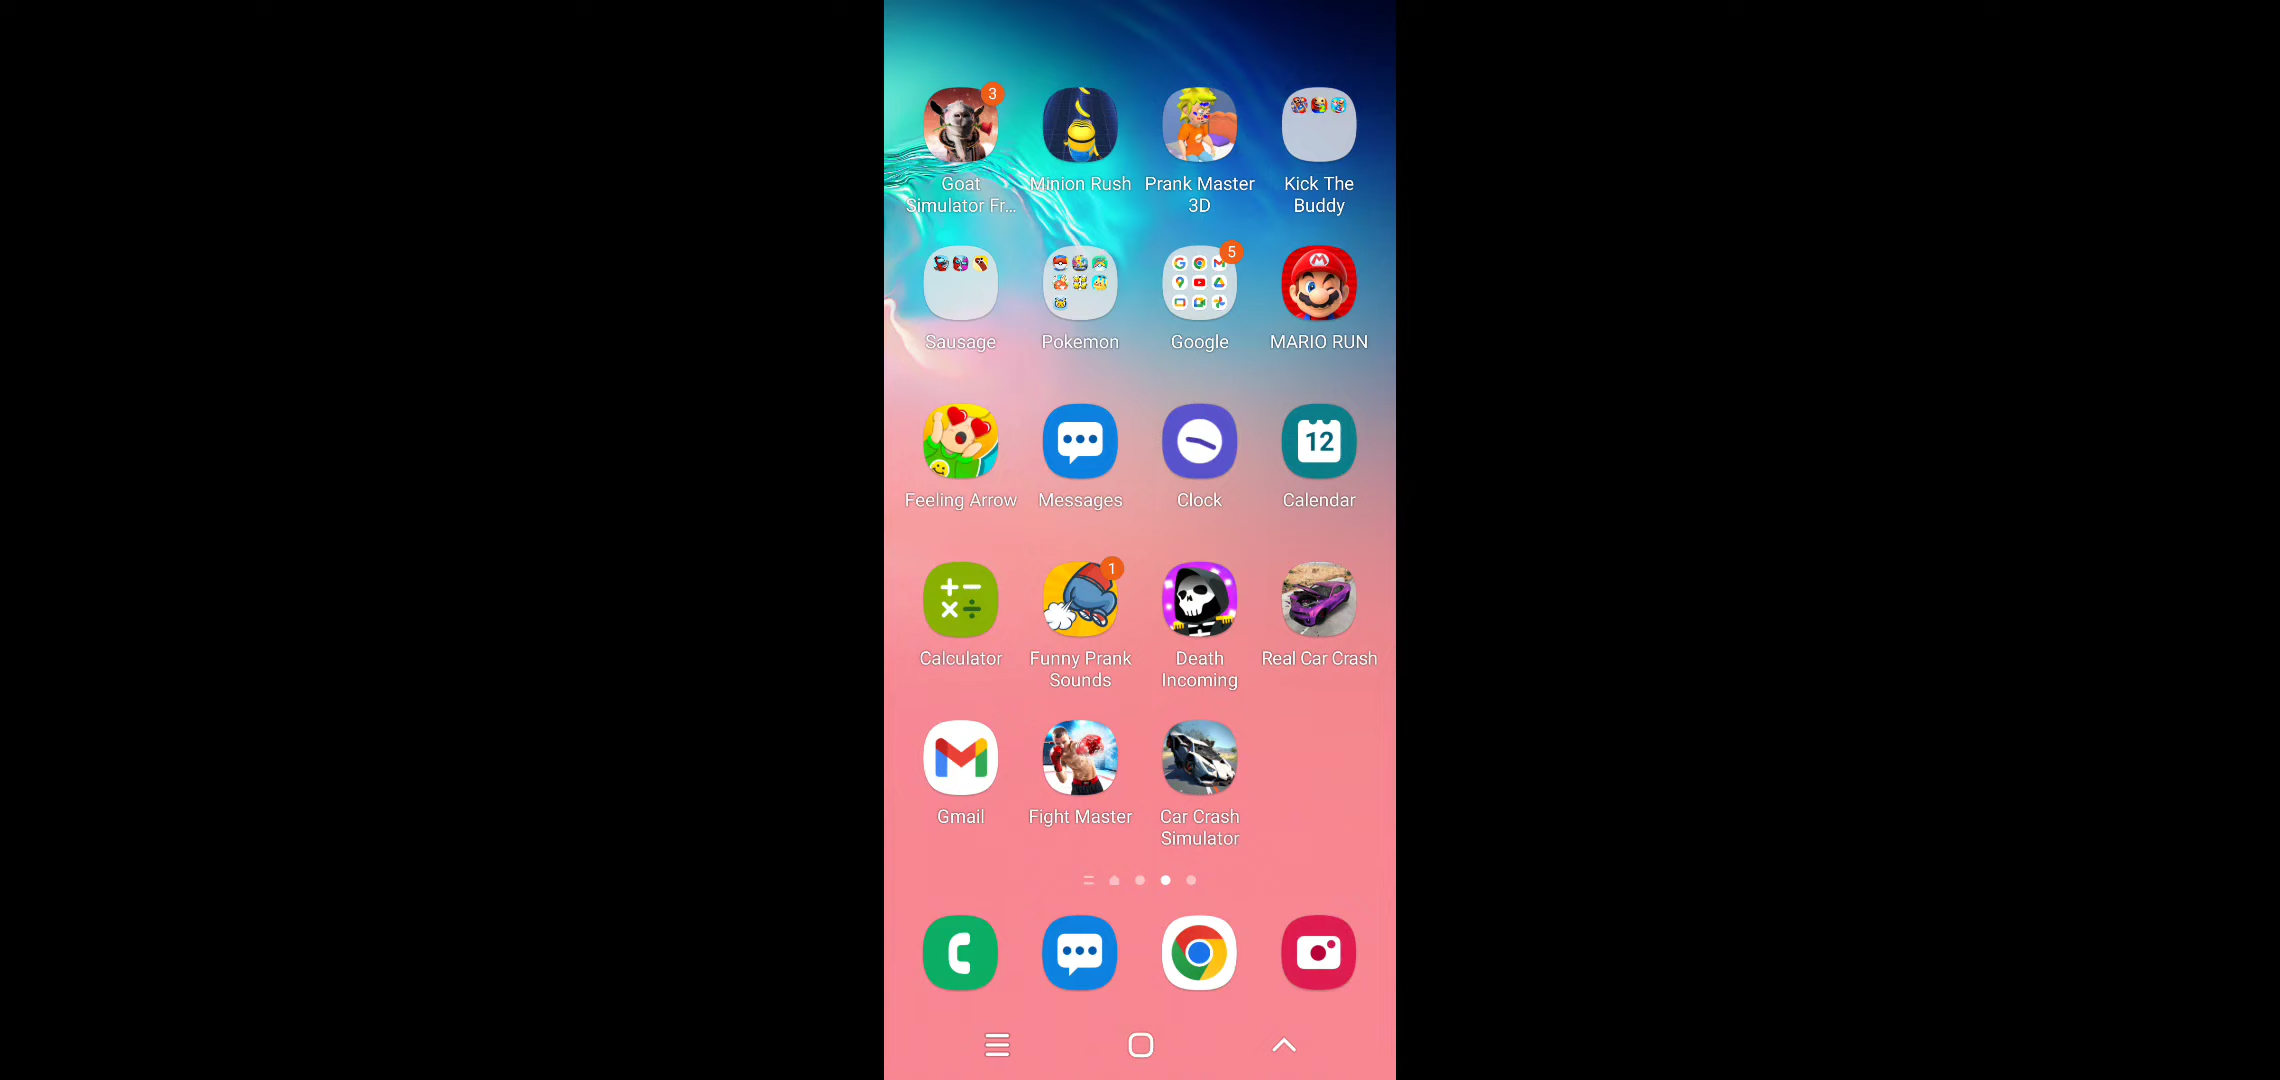 3
Goat
Simulator Fr...
Minion Rush
Prank Master
3D
Kick The
Buddy
5
Sausage
Pokemon
Google
MARIO RUN
12
Feeling Arrow
Messages
Clock
Calendar
1
Calculator
Funny Prank
Sounds
Death
Incoming
Real Car Crash
Gmail
Fight Master
Car Crash
Simulator